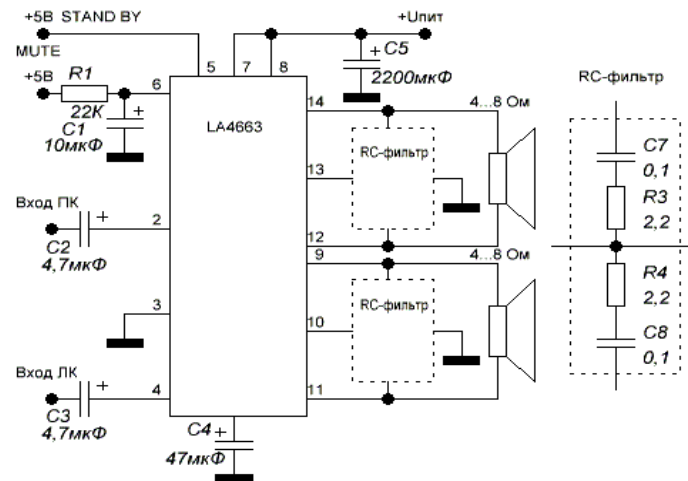 +5В STAND BY
+Uпит
MUTE
+5В
R1
22К
C1
10мкФ
5
7
8
C5
2200мкФ
6
LA4663
14
4...8 Ом
RC-фильтр
13
12
Вход ПК
C2
4,7мкФ
2
9
4...8 Ом
RC-фильтр
3
10
Вход ЛК
C3
4,7мкФ
4
11
C4
47мкФ
RC-фильтр
C7
0,1
R3
2,2
R4
2,2
C8
0,1